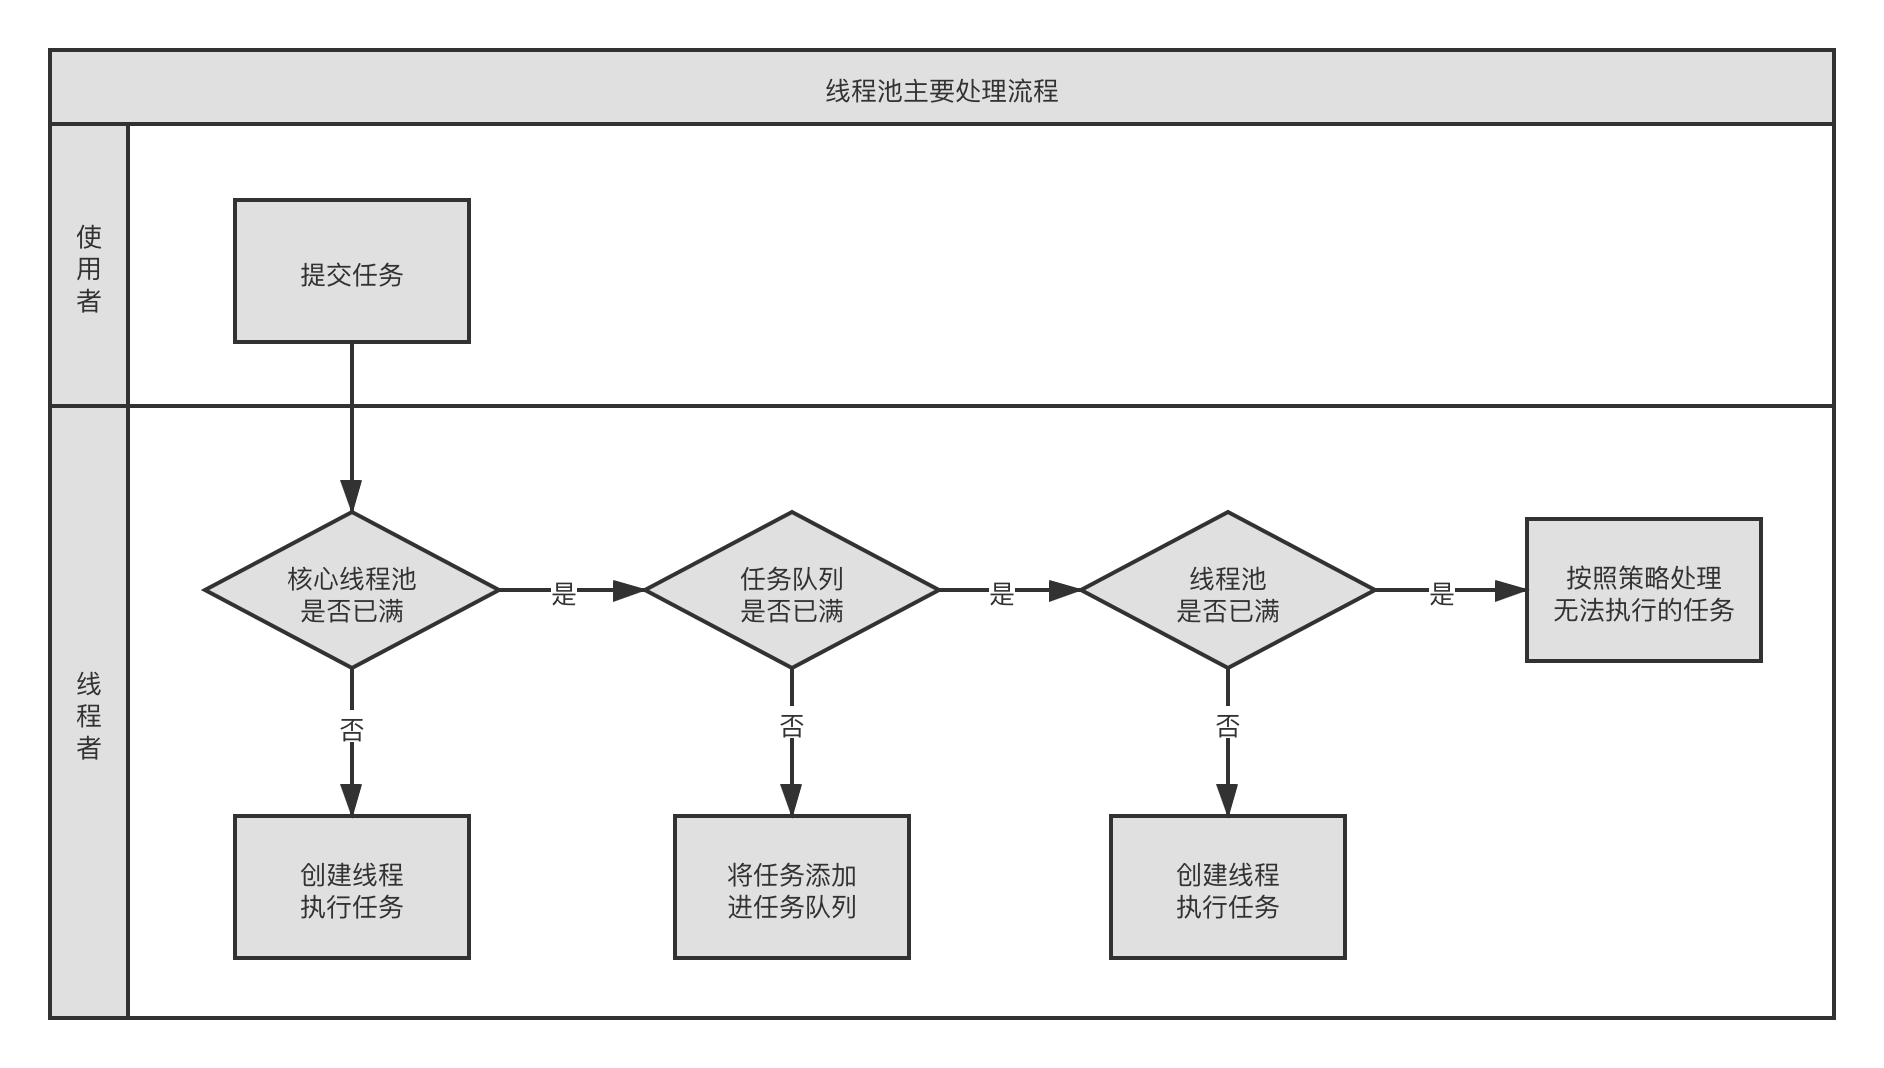 线程池主要处理流程
使用者
提交任务
线程者
核心线程池
是否已满
是
任务队列
是否已满
是
线程池
是否已满
是
按照策略处理
无法执行的任务
否
否
否
创建线程
执行任务
将任务添加
进任务队列
创建线程
执行任务